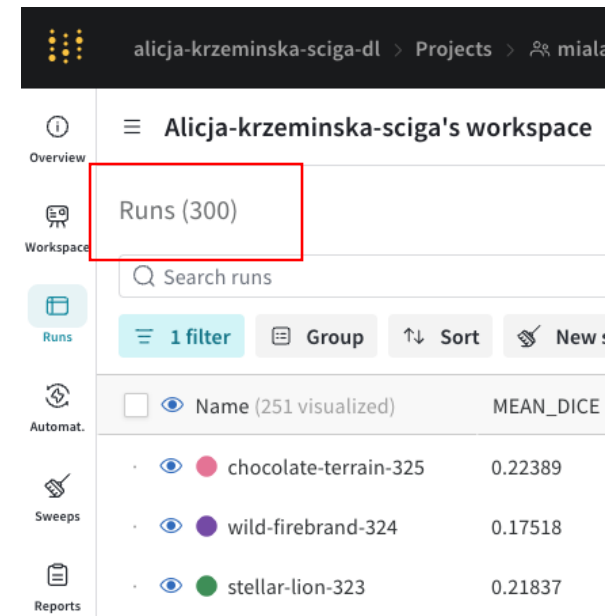 alicja-krzeminska-sciga-dl > Projects >
Alicja-krzeminska-sciga's workspace
Overview
Runs (300)
Workspace
Search runs
Runs
1 filter Group Sort New
Name (251 visualized) MEAN_DICE
Automat.
chocolate-terrain-325 0.22389
Sweeps
wild-firebrand-324 0.17518
stellar-lion-323 0.21837
Reports